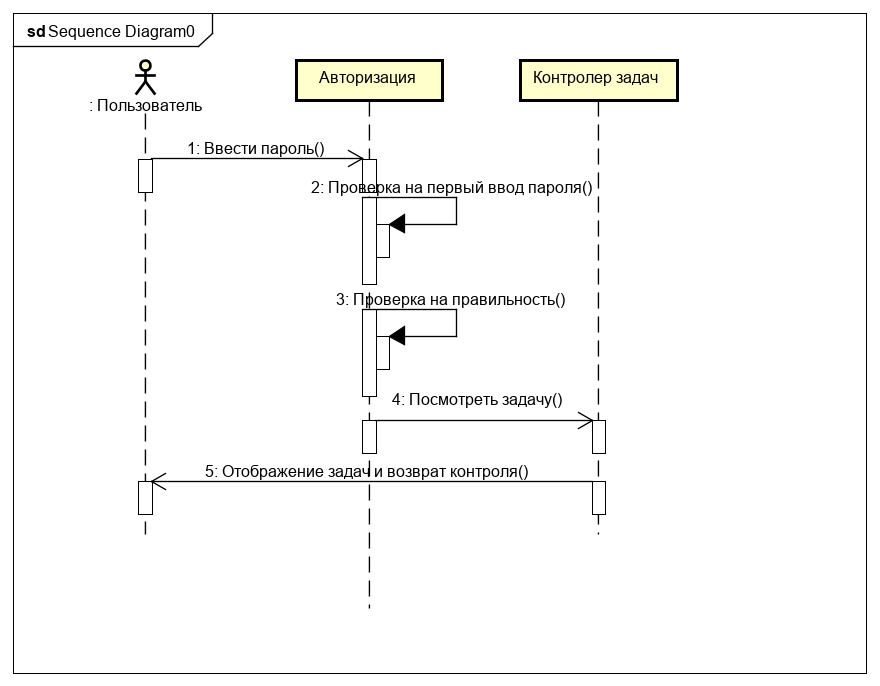 sd Sequence Diagram0
: Пользователь
Авторизация
Контролер задач
1: Ввести пароль()
2: Проверка на первый ввод пароля()
3: Проверка на правильность()
4: Посмотреть задачу()
5: Отображение задач и возврат контроля()